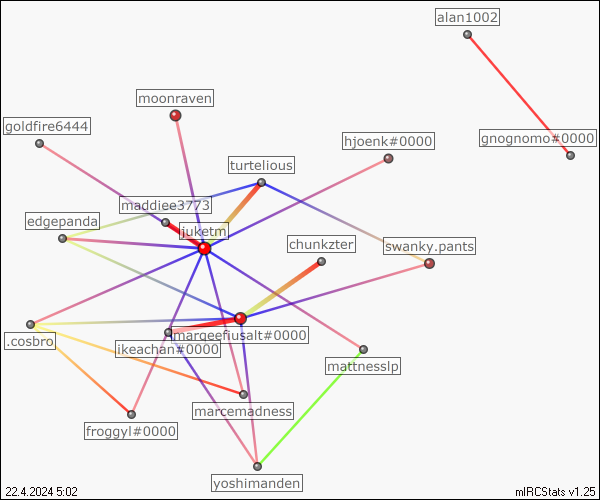 alan1002
moonraven
goldfire6444
hjoenk#0000
gnognomo#0000
turtelious
maddiee3773
edgepanda
juketm
chunkzter
swanky.pants
.cosbro
margeefiusalt#0000
ikeachan#0000
mattnesslp
marcemadness
froggyl#0000
yoshimanden
22.4.2024 5:02
mIRCStats v1.25